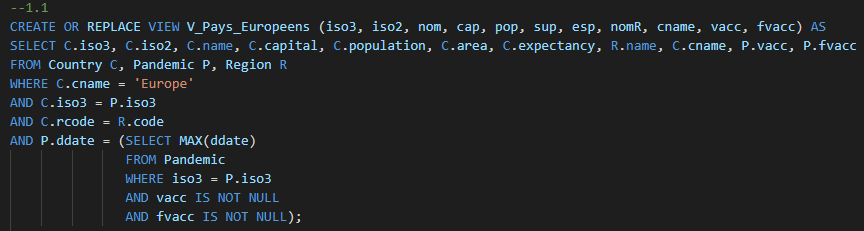 --1.1
CREATE OR REPLACE VIEW V_Pays_Europeens (iso3, iso2, nom, cap, pop, sup, esp, nomR, cname, vacc, fvacc) AS
SELECT C.iso3, C.iso2, C.name, C.capital, C.population, C.area, C.expectancy, R.name, C.cname, P.vacc, P.fvacc
FROM Country C, Pandemic P, Region R
WHERE C.cname = 'Europe'
AND C.iso3 = P.iso3
AND C.rcode = R.code
AND P.ddate = (SELECT MAX(ddate)
FROM Pandemic
WHERE iso3 = P.iso3
AND vacc IS NOT NULL
AND fvacc IS NOT NULL);